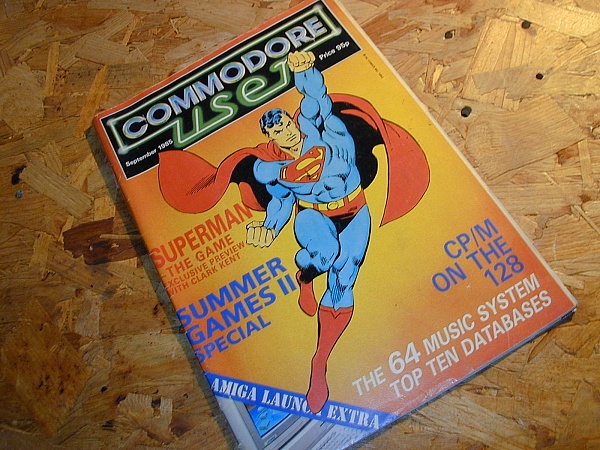 COMMODORE
user
September 1985
Price 95p
SUPERMAN
THE GAME
EXCLUSIVE PREVIEW
WITH CLARK KENT
SUMMER
GAMES II
SPECIAL
CP/M
ON THE
128
THE 64 MUSIC SYSTEM
TOP TEN DATABASES
AMIGA LAUNCH EXTRA